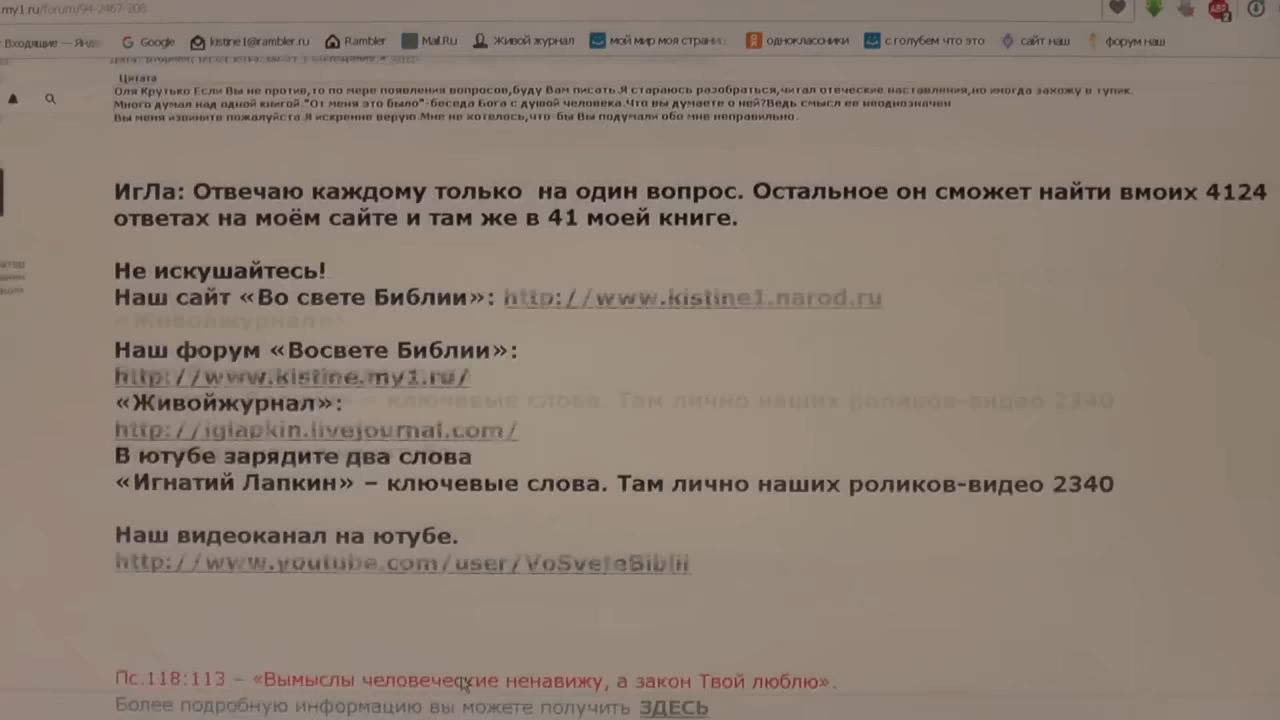 my1.ru/forum/94-2467-208
Входящие — Янд Google kistine1@rambler.ru Rambler Mail.Ru Живой журнал мой мир моя страниц одноклассники с голубем что это сайт наш форум наш
Цитата
Оля Крутько Если Вы не против,то по мере появления вопросов,буду Вам писать.Я стараюсь разобраться,читал отеческие наставления,но иногда захожу в тупик.
Много думал над одной книгой."От меня это было"-беседа Бога с душой человека.Что вы думаете о ней?Ведь смысл ее неоднозначен
Вы меня извините пожалуйста.Я искренне верую.Мне не хотелось,что-бы Вы подумали обо мне неправильно.
ИгЛа: Отвечаю каждому только на один вопрос. Остальное он сможет найти вмоих 4124
ответах на моём сайте и там же в 41 моей книге.
Не искушайтесь!
Наш сайт «Во свете Библии»: http://www.kistine1.narod.ru
Наш форум «Восвете Библии»:
http://www.kistine.my1.ru/
«Живойжурнал»:
http://iglapkin.livejournal.com/
В ютубе зарядите два слова
«Игнатий Лапкин» – ключевые слова. Там лично наших роликов-видео 2340
Наш видеоканал на ютубе.
http://www.youtube.com/user/VoSveteBiblii
Пс.118:113 – «Вымыслы человеческие ненавижу, а закон Твой люблю».
Более подробную информацию вы можете получить ЗДЕСЬ